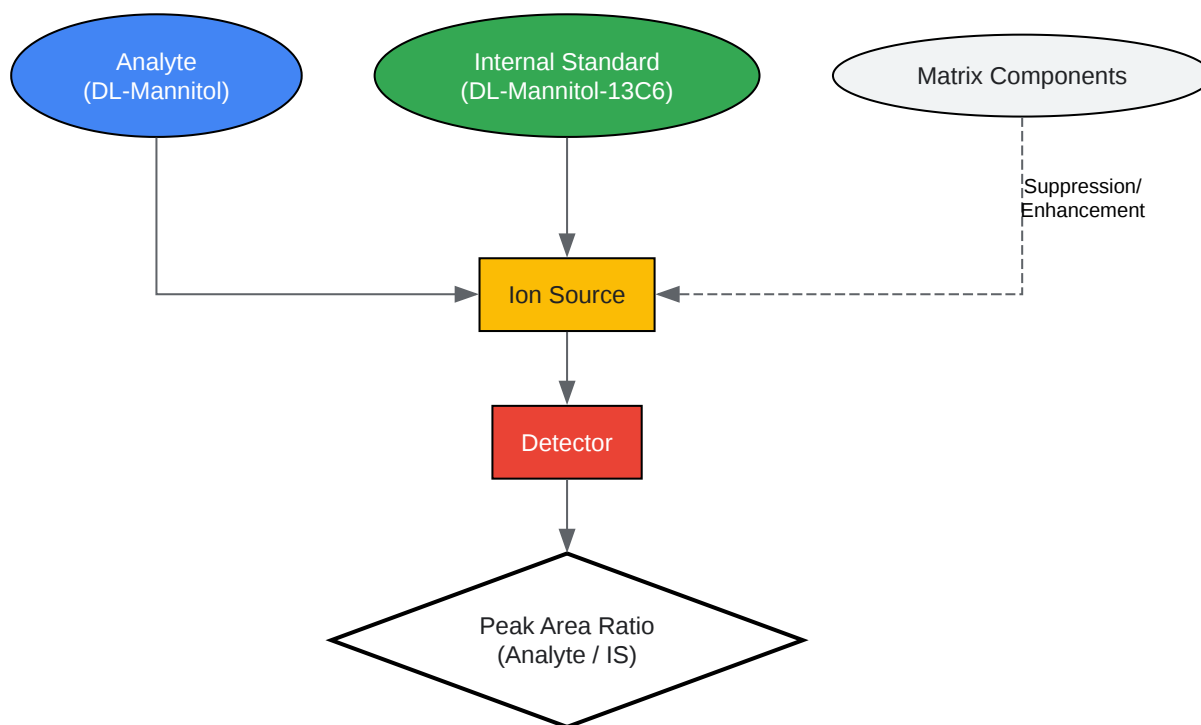 Analyte
(DL-Mannitol)
Internal Standard
(DL-Mannitol-13C6)
Matrix Components
Suppression/
Enhancement
Ion Source
Detector
Peak Area Ratio
(Analyte / IS)